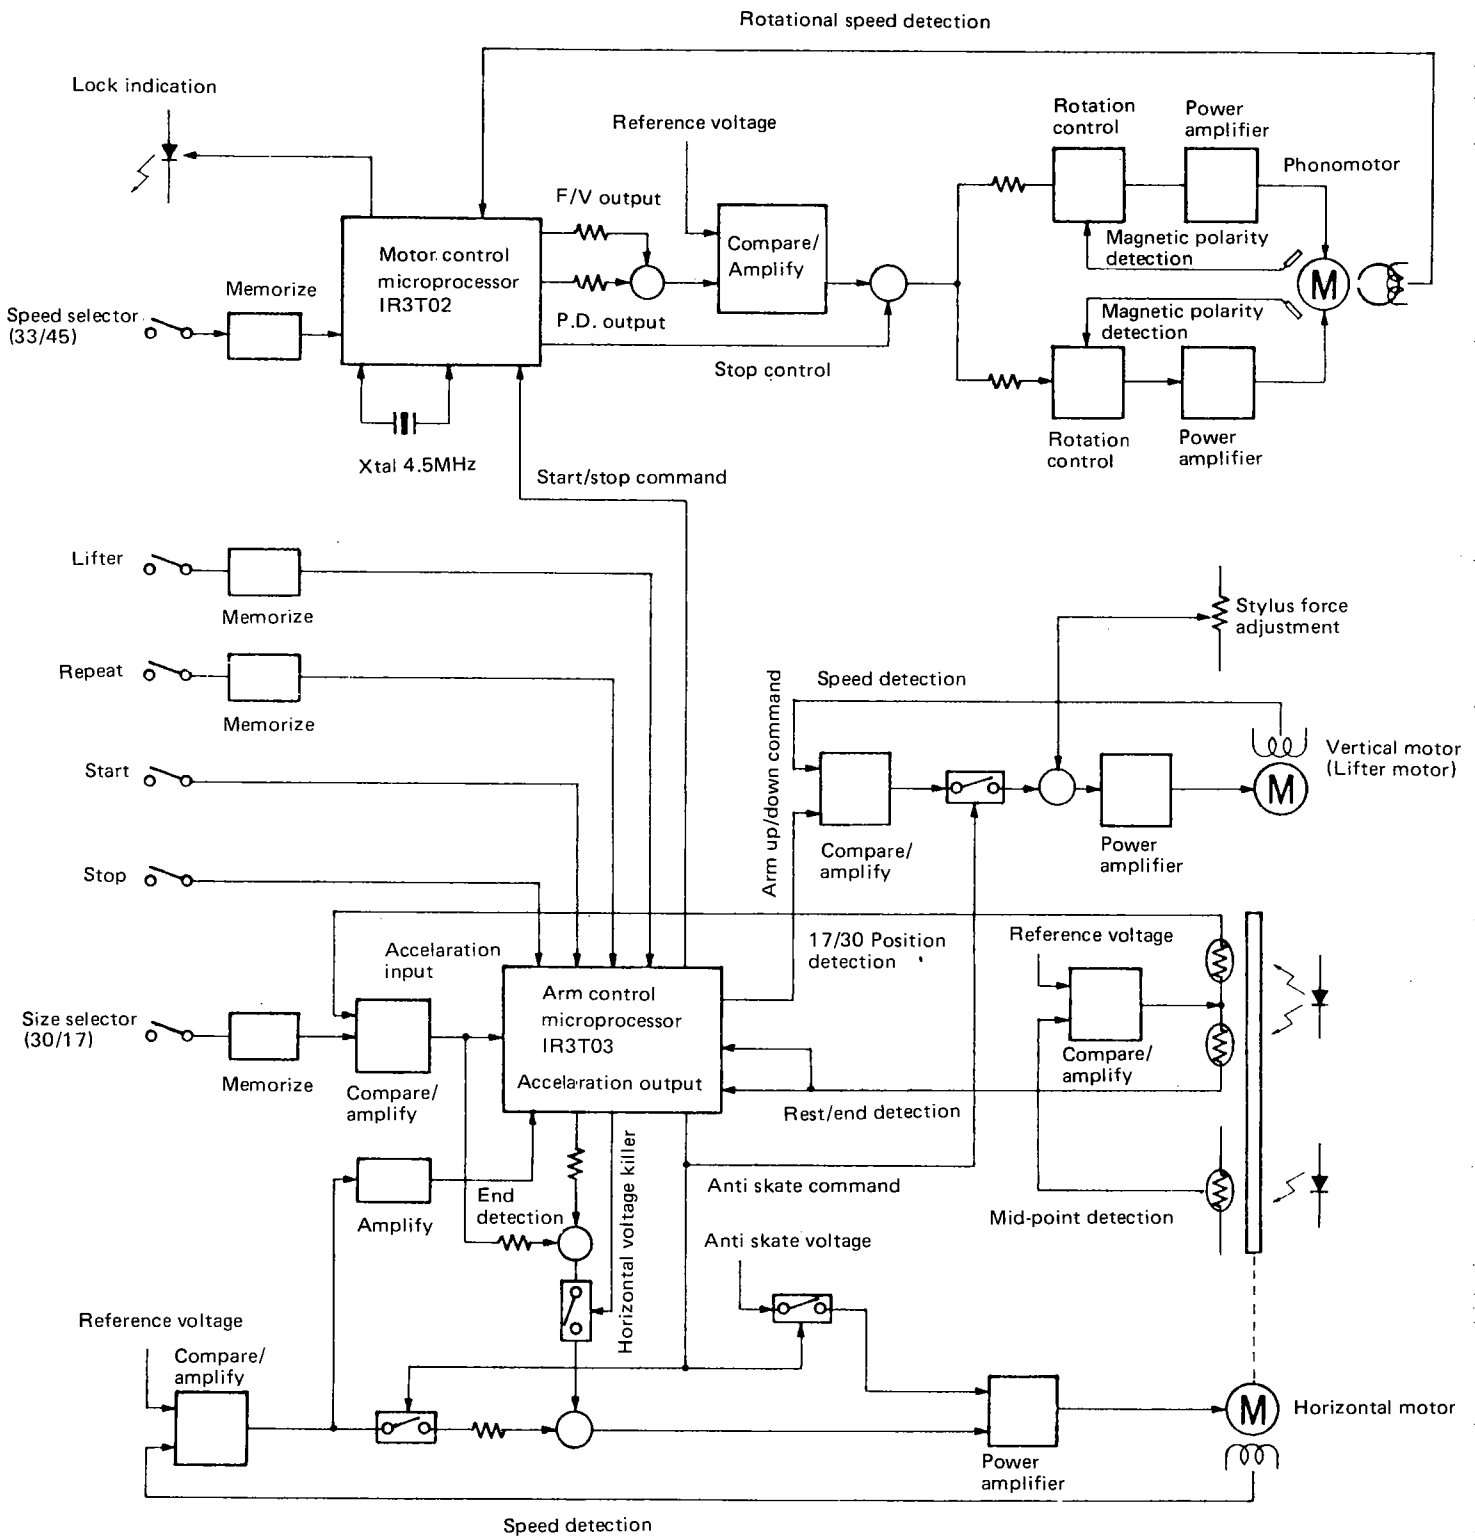 Rotational speed detection
Lock indication
Reference voltage
Rotation
control
Power
amplifier
Phonomotor
F/V output
Motor control
microprocessor
IR3T02
Compare/
Amplify
Magnetic polarity
detection
M
Memorize
Speed selector
(33/45)
P.D. output
Magnetic polarity
detection
Stop control
Rotation
control
Power
amplifier
Xtal 4.5MHz
Start/stop command
Lifter
Memorize
Stylus force
adjustment
Repeat
Memorize
Speed detection
Arm up/down command
Vertical motor
(Lifter motor)
M
Start
Compare/
amplify
Power
amplifier
Stop
17/30 Position
detection
Reference voltage
Accelaration
input
Arm control
microprocessor
IR3T03
Accelaration output
Size selector
(30/17)
Memorize
Compare/
amplify
Compare/
amplify
Rest/end detection
Horizontal voltage killer
Anti skate command
End
detection
Amplify
Mid-point detection
Anti skate voltage
Reference voltage
Compare/
amplify
M
Horizontal motor
Power
amplifier
Speed detection